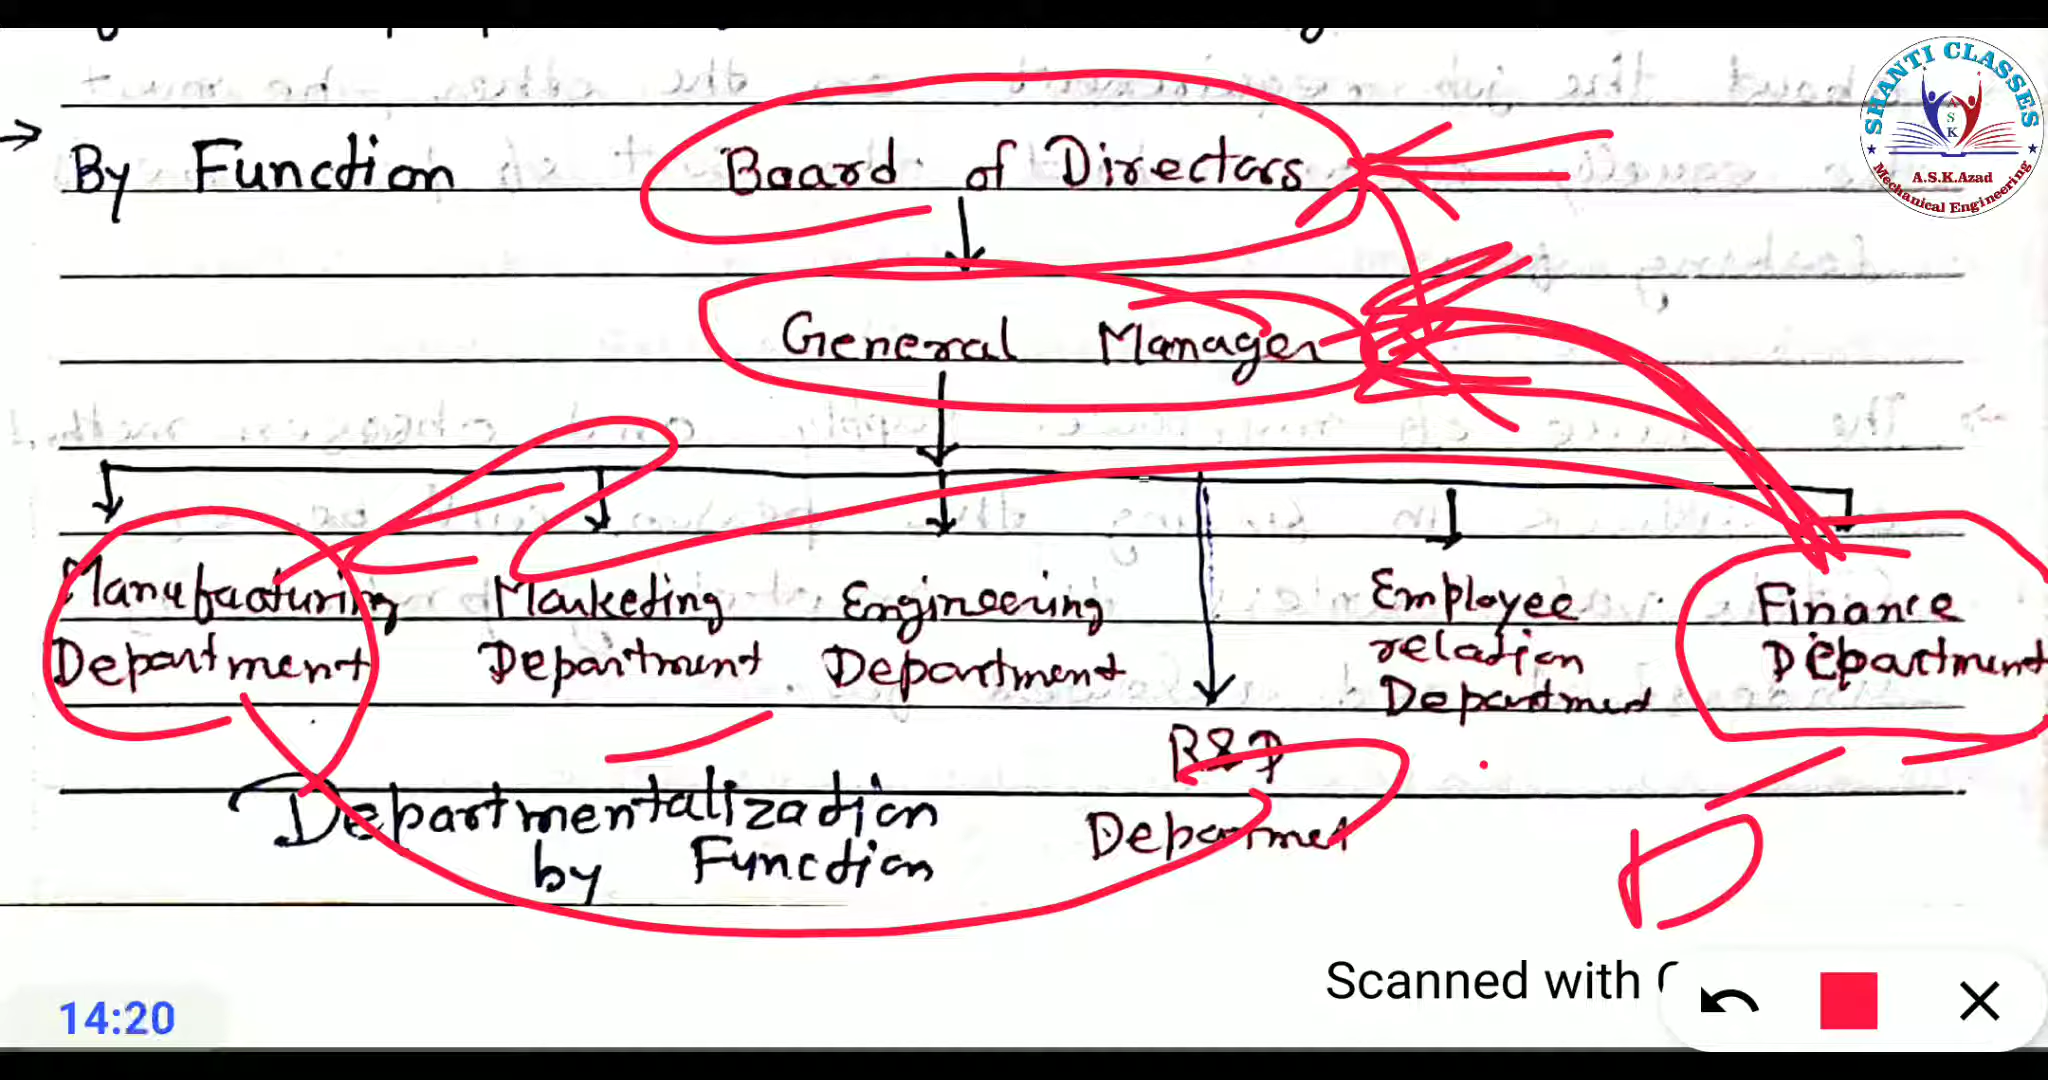 By Function
Board of Directors
General Manager
Manufacturing Department
Marketing Department
Engineering Department
R&D
Departmen
Employee relation Department
Finance Department
Departmentalization
by Function
SHANTI CLASSES
A S K
A.S.K.Azad
Mechanical Engineering
Scanned with
14:20